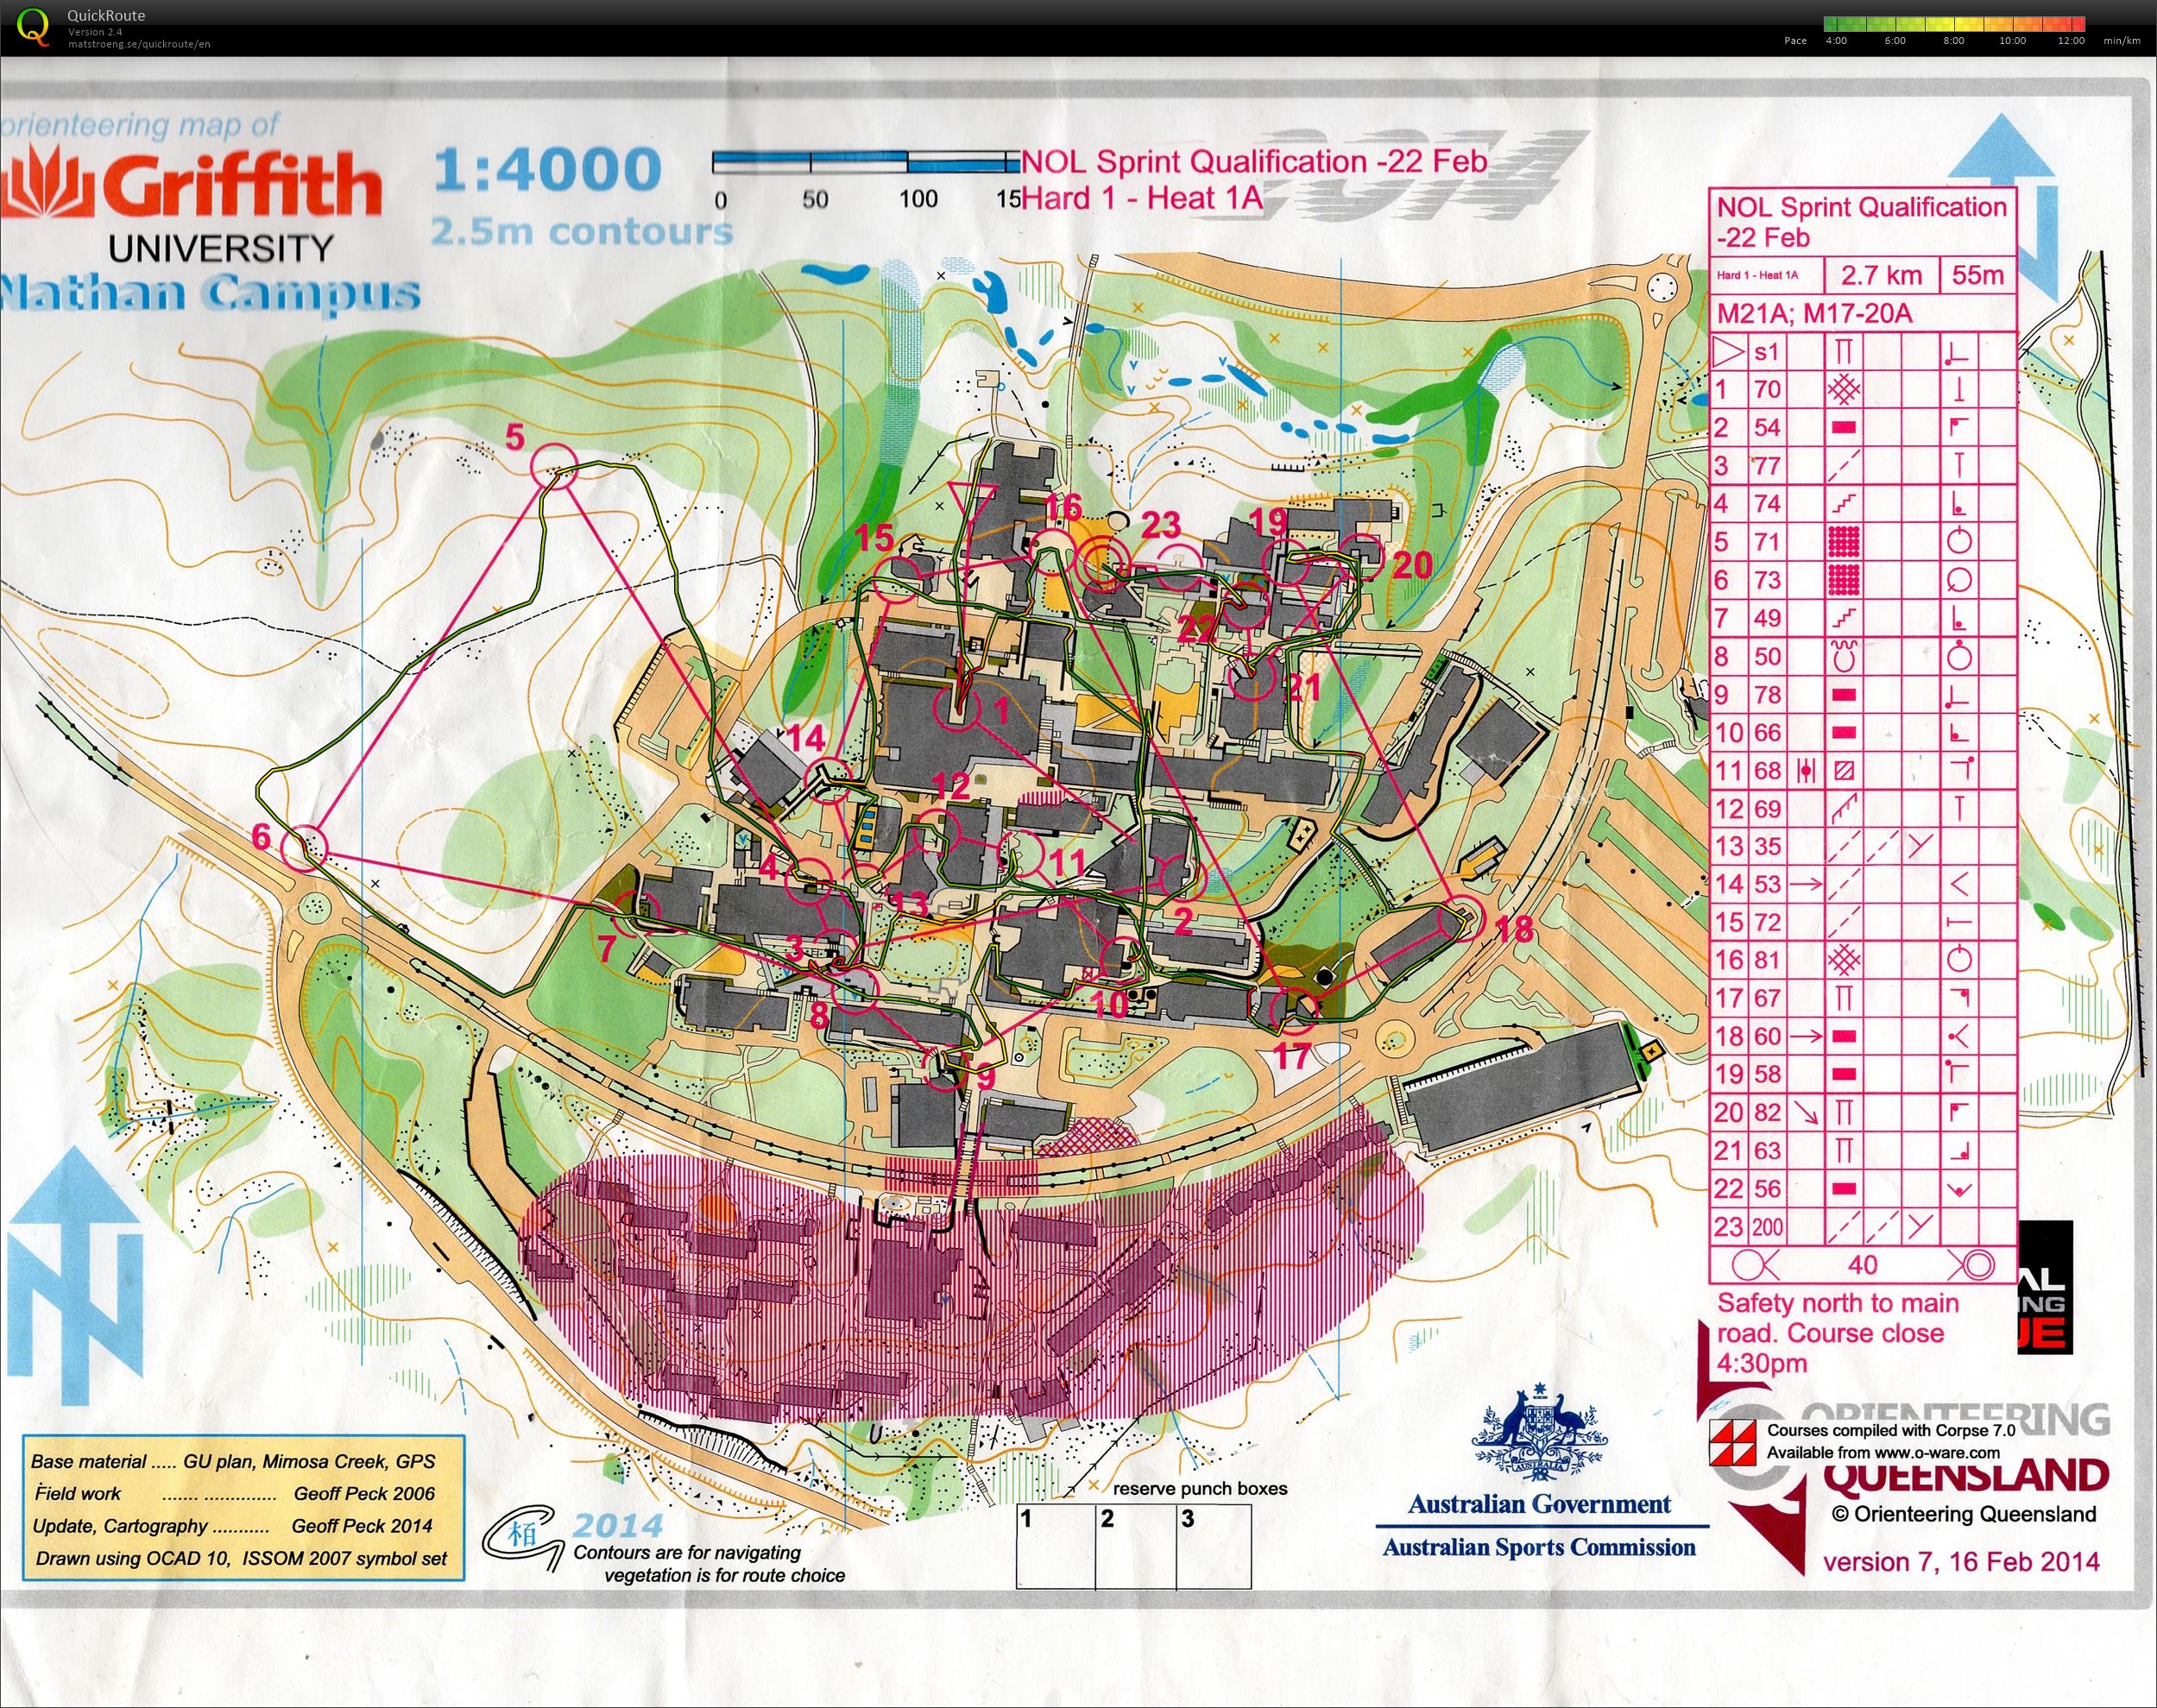 QuickRoute
Version 2.4
matstroeng.se/quickroute/en
Pace 4:00 6:00 8:00 10:00 12:00 min/km
orienteering map of
Griffith
UNIVERSITY
Nathan Campus
1:4000
2.5m contours
0 50 100 15
NOL Sprint Qualification -22 Feb
Hard 1 - Heat 1A
2014
NOL Sprint Qualification
-22 Feb
Hard 1 - Heat 1A 2.7 km 55m
M21A; M17-20A
s1
1 70
2 54
3 77
4 74
5 71
6 73
7 49
8 50
9 78
10 66
11 68
12 69
13 35
14 53
15 72
16 81
17 67
18 60
19 58
20 82
21 63
22 56
23 200
40
Safety north to main
road. Course close
4:30pm
5
16
23
19
15
20
22
21
1
14
12
6
4
11
13
2
18
7
3
10
8
17
9
N
Base material ..... GU plan, Mimosa Creek, GPS
Field work ....... .............. Geoff Peck 2006
Update, Cartography ........... Geoff Peck 2014
Drawn using OCAD 10, ISSOM 2007 symbol set
柏
2014
Contours are for navigating
vegetation is for route choice
reserve punch boxes
1 2 3
AUSTRALIA
Australian Government
Australian Sports Commission
AL
ING
UE
ORIENTEERING
Courses compiled with Corpse 7.0
Available from www.o-ware.com
QUEENSLAND
© Orienteering Queensland
version 7, 16 Feb 2014